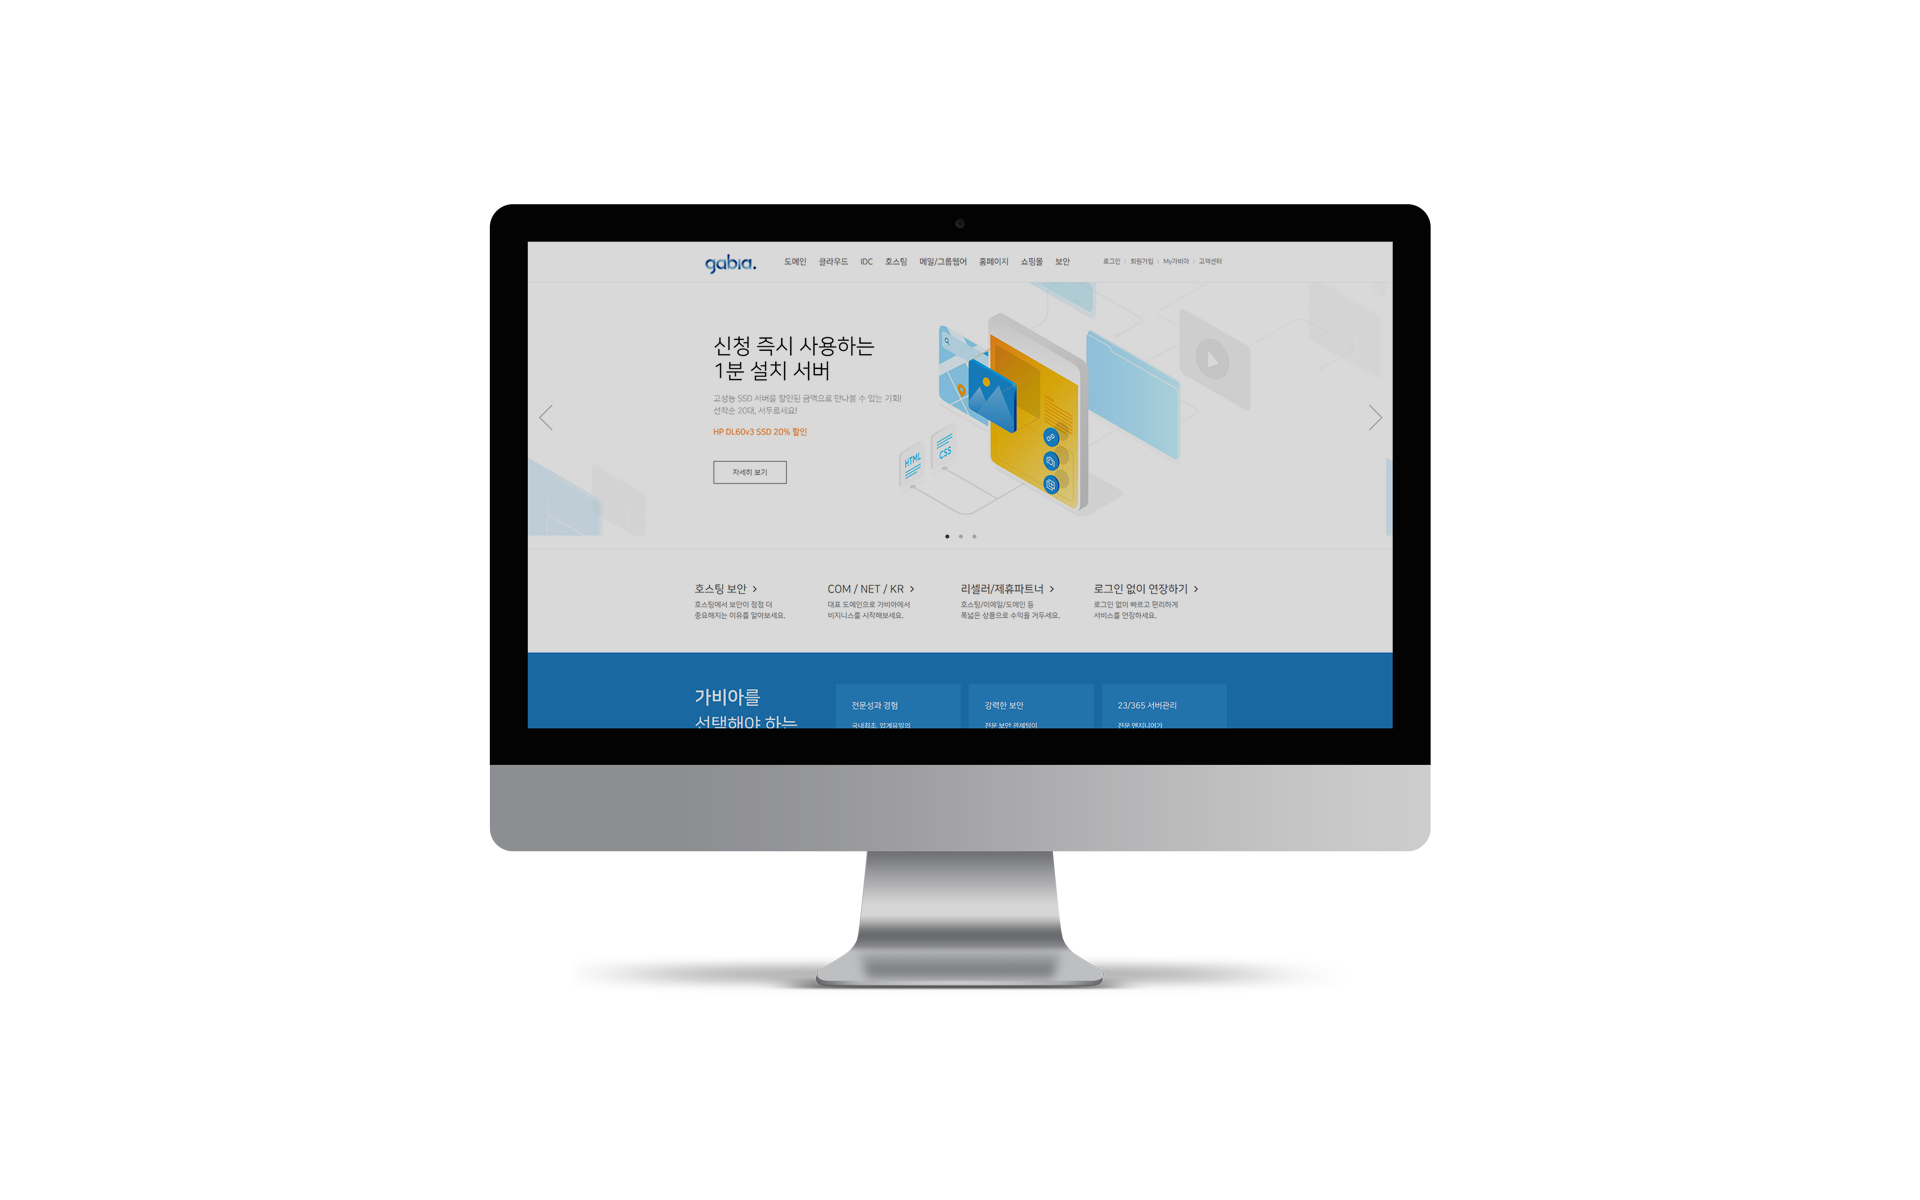 gabia.
도메인 클라우드 IDC 호스팅 메일/그룹웨어 홈페이지 쇼핑몰 보안
로그인 | 회원가입 | My가비아 | 고객센터
신청 즉시 사용하는
1분 설치 서버
고성능 SSD 서버를 할인된 금액으로 만나볼 수 있는 기회!
선착순 20대, 서두르세요!
HP DL60v3 SSD 20% 할인
자세히 보기
HTML
CSS
호스팅 보안 >
호스팅에서 보안이 점점 더
중요해지는 이유를 알아보세요.
COM / NET / KR >
대표 도메인으로 가비아에서
비지니스를 시작해보세요.
리셀러/제휴파트너 >
호스팅/이메일/도메인 등
폭넓은 상품으로 수익을 거두세요.
로그인 없이 연장하기 >
로그인 없이 빠르고 편리하게
서비스를 연장하세요.
가비아를
선택해야 하는
전문성과 경험
국내최초, 업계유일의
강력한 보안
전문 보안 관제팀이
23/365 서버관리
전문 엔지니어가